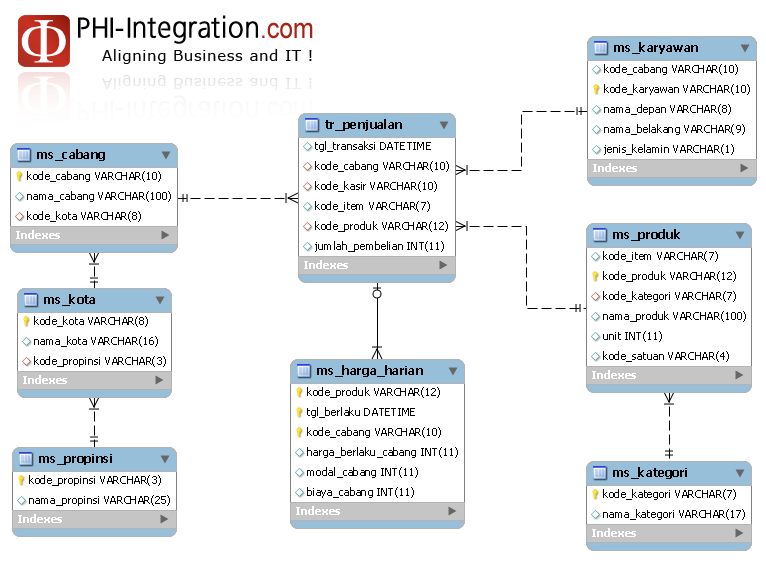 PHI-Integration.com
Aligning Business and IT !
ms_karyawan
kode_cabang VARCHAR(10)
kode_karyawan VARCHAR(10)
nama_depan VARCHAR(8)
nama_belakang VARCHAR(9)
jenis_kelamin VARCHAR(1)
Indexes
tr_penjualan
tgl_transaksi DATETIME
kode_cabang VARCHAR(10)
kode_kasir VARCHAR(10)
kode_item VARCHAR(7)
kode_produk VARCHAR(12)
jumlah_pembelian INT(11)
Indexes
ms_cabang
kode_cabang VARCHAR(10)
nama_cabang VARCHAR(100)
kode_kota VARCHAR(8)
Indexes
ms_produk
kode_item VARCHAR(7)
kode_produk VARCHAR(12)
kode_kategori VARCHAR(7)
nama_produk VARCHAR(100)
unit INT(11)
kode_satuan VARCHAR(4)
Indexes
ms_kota
kode_kota VARCHAR(8)
nama_kota VARCHAR(16)
kode_propinsi VARCHAR(3)
Indexes
ms_harga_harian
kode_produk VARCHAR(12)
tgl_berlaku DATETIME
kode_cabang VARCHAR(10)
harga_berlaku_cabang INT(11)
modal_cabang INT(11)
biaya_cabang INT(11)
Indexes
ms_propinsi
kode_propinsi VARCHAR(3)
nama_propinsi VARCHAR(25)
Indexes
ms_kategori
kode_kategori VARCHAR(7)
nama_kategori VARCHAR(17)
Indexes